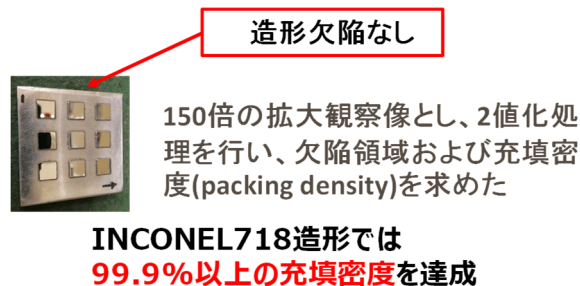 造形欠陥なし
150倍の拡大観察像とし、2値化処
理を行い、欠陥領域および充填密
度(packing density)を求めた
INCONEL718造形では
99.9%以上の充填密度を達成